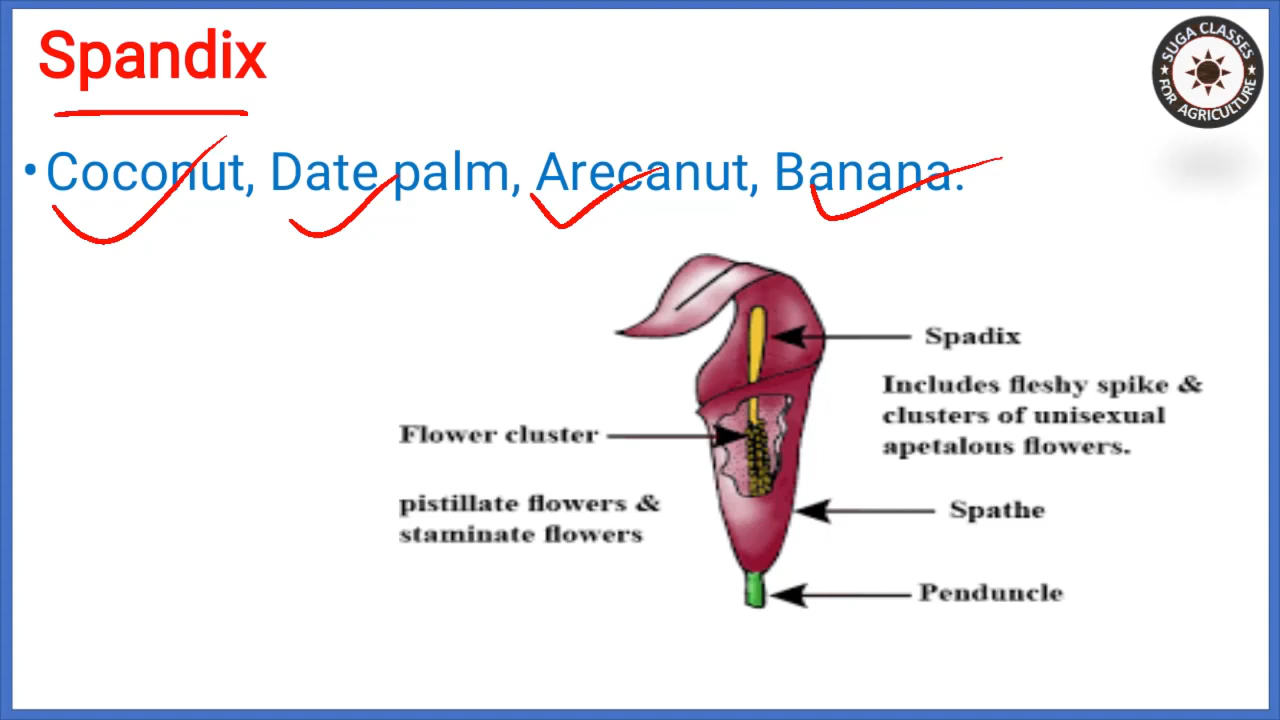 Spandix
SUGA CLASSES
FOR AGRICULTURE
•Coconut, Date palm, Arecanut, Banana.
Spadix
Includes fleshy spike &
clusters of unisexual
apetalous flowers.
Flower cluster
pistillate flowers &
staminate flowers
Spathe
Penduncle